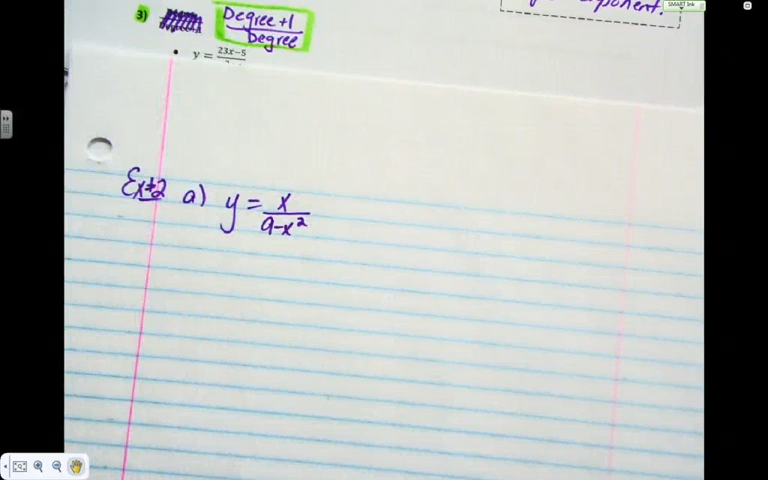 exponent.
SMART Ink
3) Degree +1
Degree
• y = 23x-5
Ex #2 a) y = x
9-x²